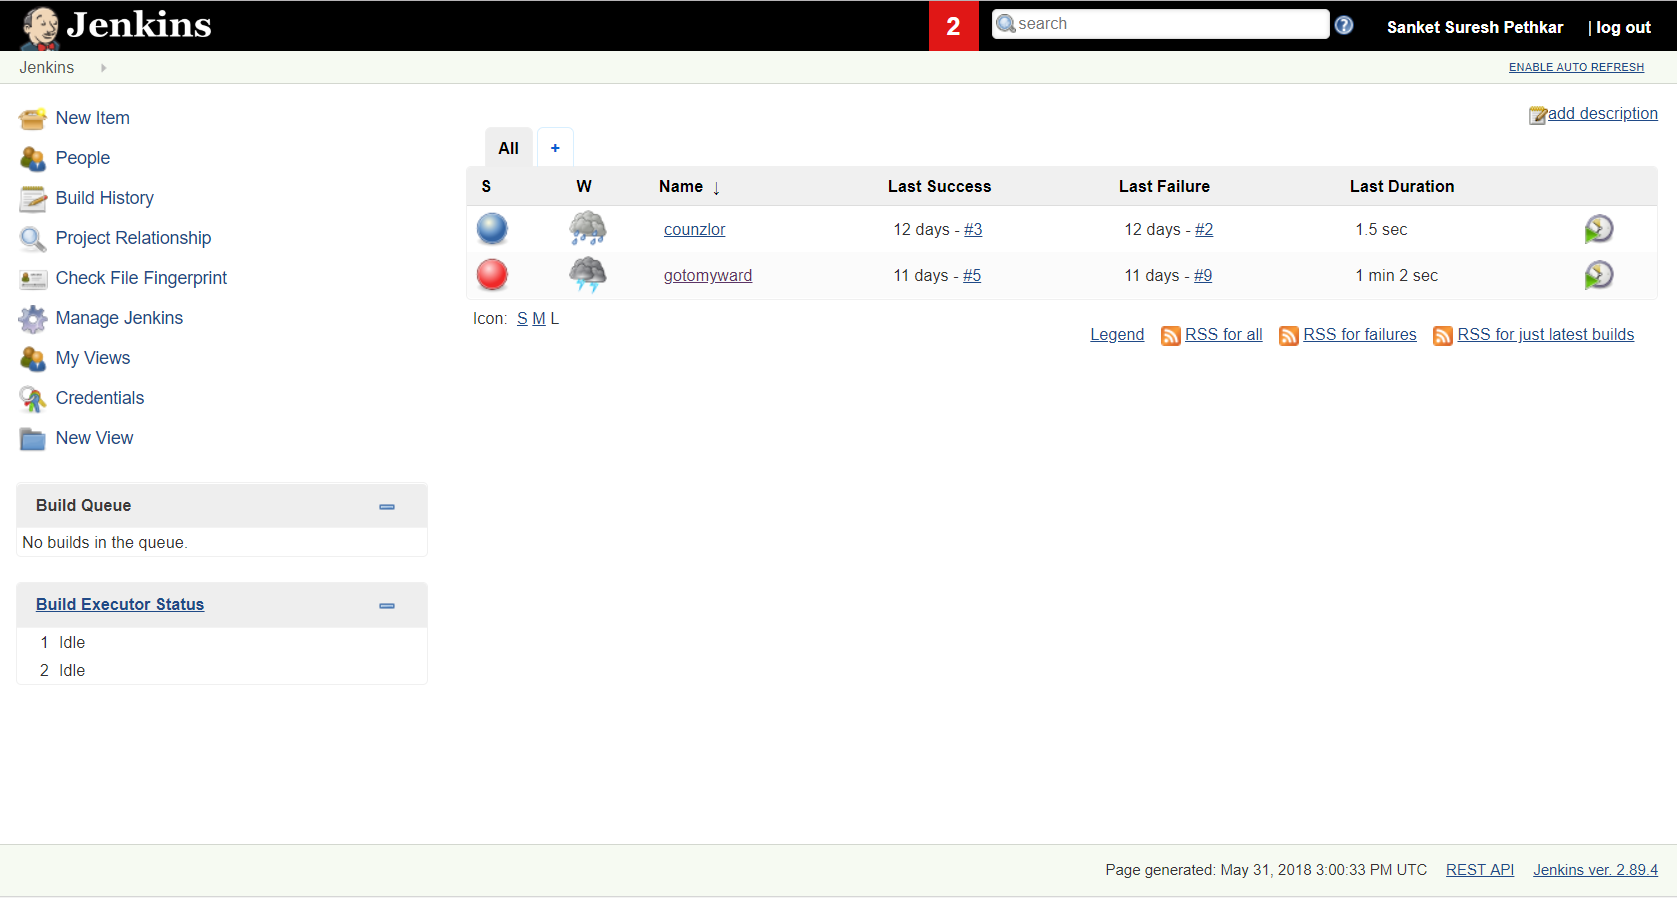 Jenkins
2
search
Sanket Suresh Pethkar
| log out
Jenkins
ENABLE AUTO REFRESH
New Item
People
Build History
Project Relationship
Check File Fingerprint
Manage Jenkins
My Views
Credentials
New View
Build Queue
No builds in the queue.
Build Executor Status
1 Idle
2 Idle
add description
All +
S W Name ↓ Last Success Last Failure Last Duration
counzlor 12 days - #3 12 days - #2 1.5 sec
gotomyward 11 days - #5 11 days - #9 1 min 2 sec
Icon: S M L
Legend RSS for all RSS for failures RSS for just latest builds
Page generated: May 31, 2018 3:00:33 PM UTC REST API Jenkins ver. 2.89.4